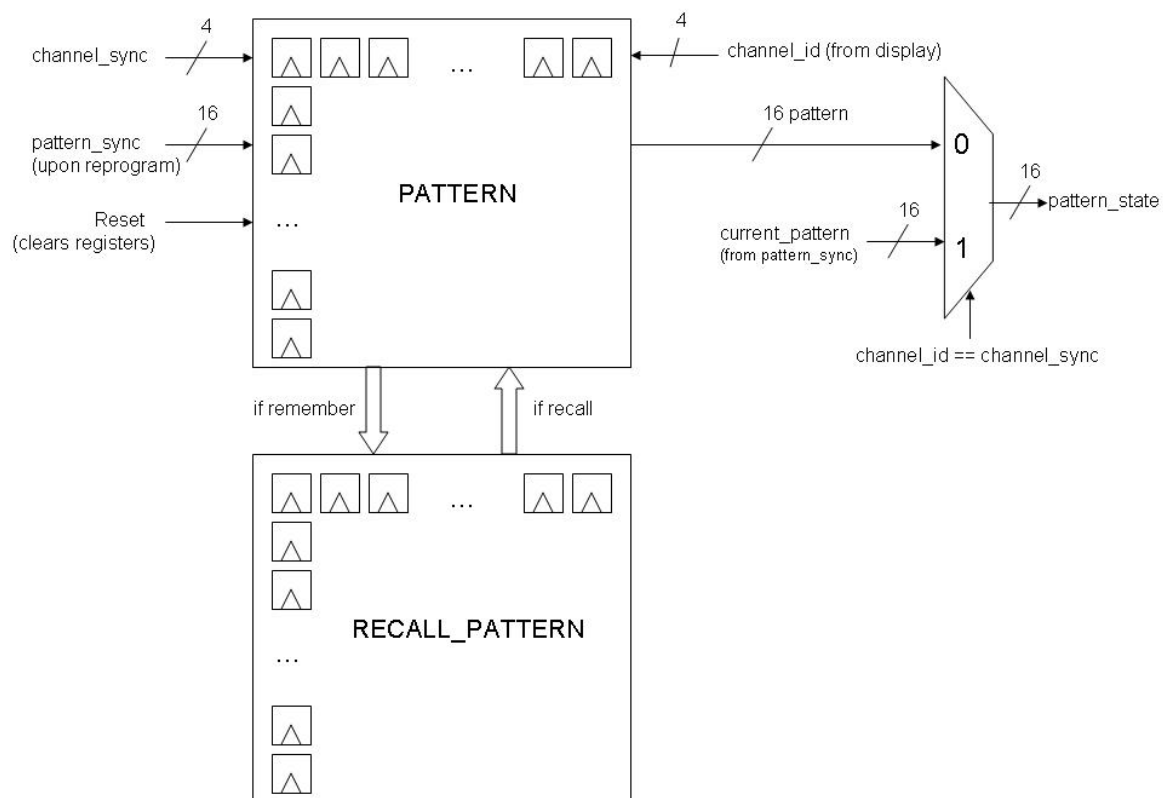 4
channel_sync
16
pattern_sync
(upon reprogram)
Reset
(clears registers)
...
...
PATTERN
4
channel_id (from display)
16 pattern
0
16
current_pattern
(from pattern_sync)
1
16
pattern_state
channel_id == channel_sync
if remember
if recall
...
...
RECALL_PATTERN